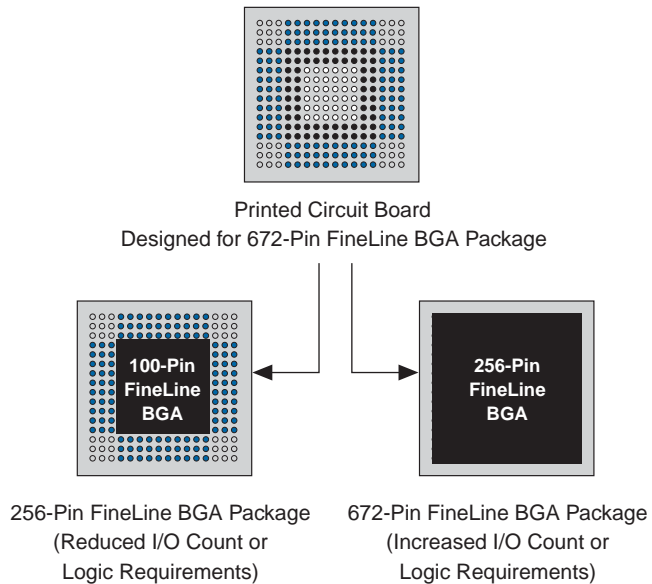 Printed Circuit Board
Designed for 672-Pin FineLine BGA Package
100-Pin
FineLine
BGA
256-Pin
FineLine
BGA
256-Pin FineLine BGA Package
(Reduced I/O Count or
Logic Requirements)
672-Pin FineLine BGA Package
(Increased I/O Count or
Logic Requirements)